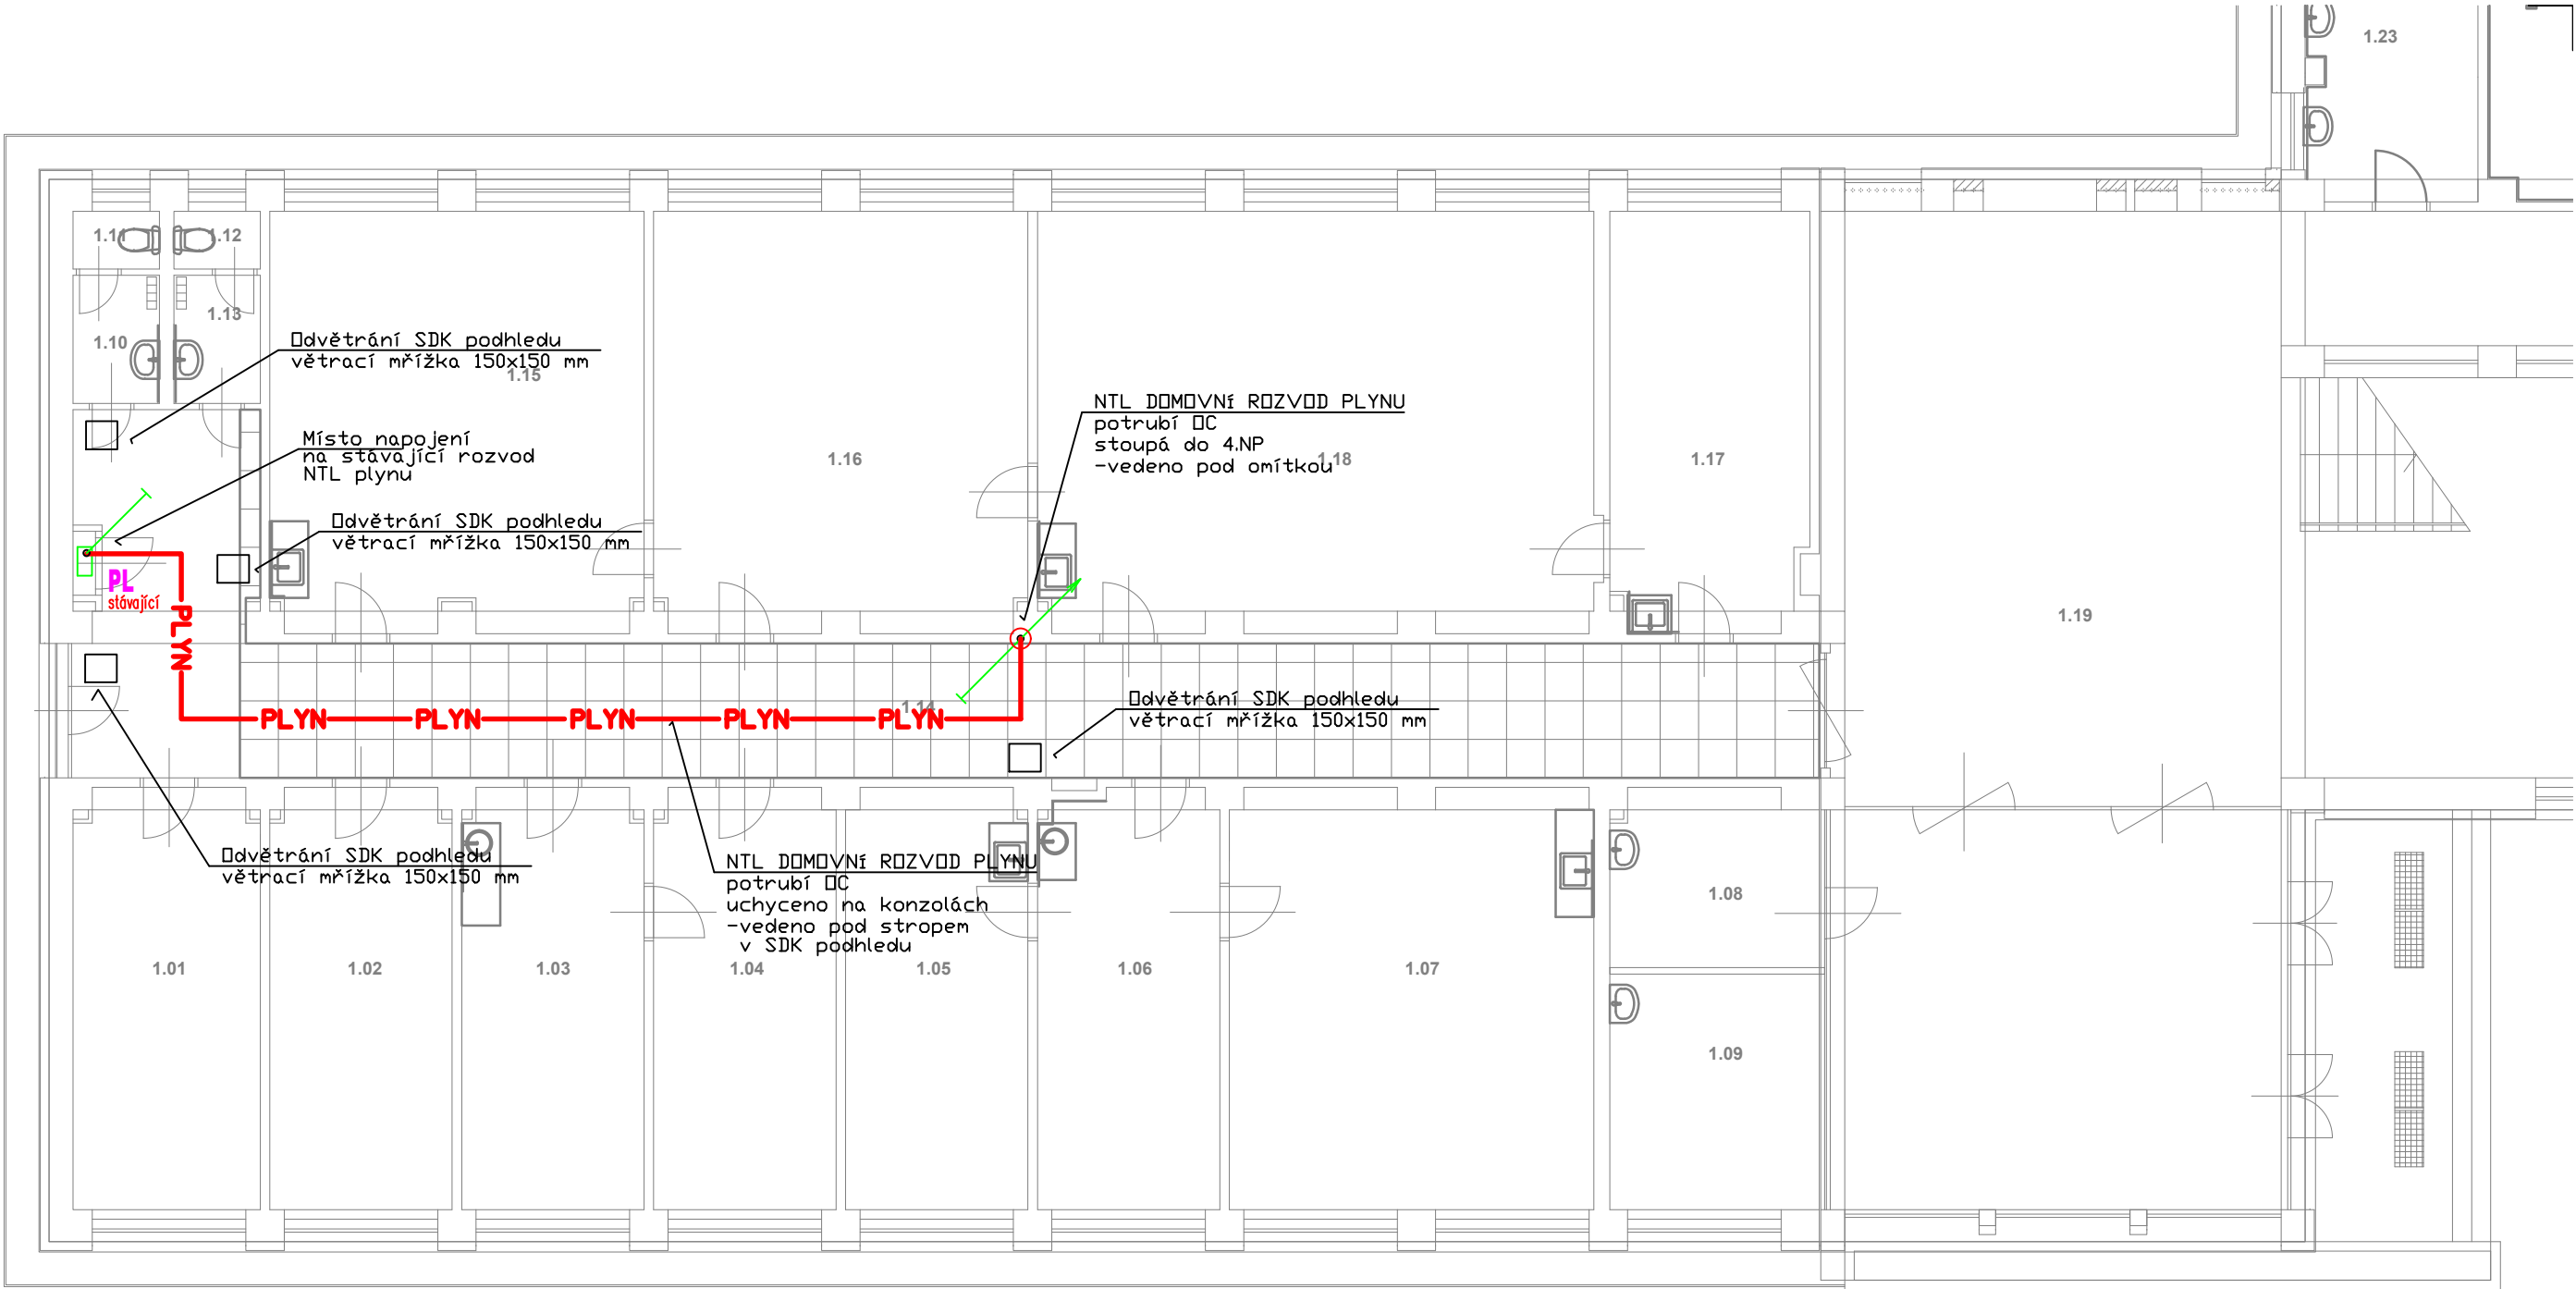 1.23
1.11
1.12
1.13
1.10
Odvětrání SDK podhledu
větrací mřížka 150x150 mm
1.15
Místo napojení
na stávající rozvod
NTL plynu
NTL DOMOVNÍ ROZVOD PLYNU
potrubí OC
stoupá do 4.NP
-vedeno pod omítkou
1.16
1.18
1.17
Odvětrání SDK podhledu
větrací mřížka 150x150 mm
PL
stávající
PLYN
1.19
1.14
PLYN PLYN PLYN PLYN PLYN
Odvětrání SDK podhledu
větrací mřížka 150x150 mm
Odvětrání SDK podhledu
větrací mřížka 150x150 mm
NTL DOMOVNÍ ROZVOD PLYNU
potrubí OC
uchyceno na konzolách
-vedeno pod stropem
v SDK podhledu
1.08
1.01
1.02
1.03
1.04
1.05
1.06
1.07
1.09